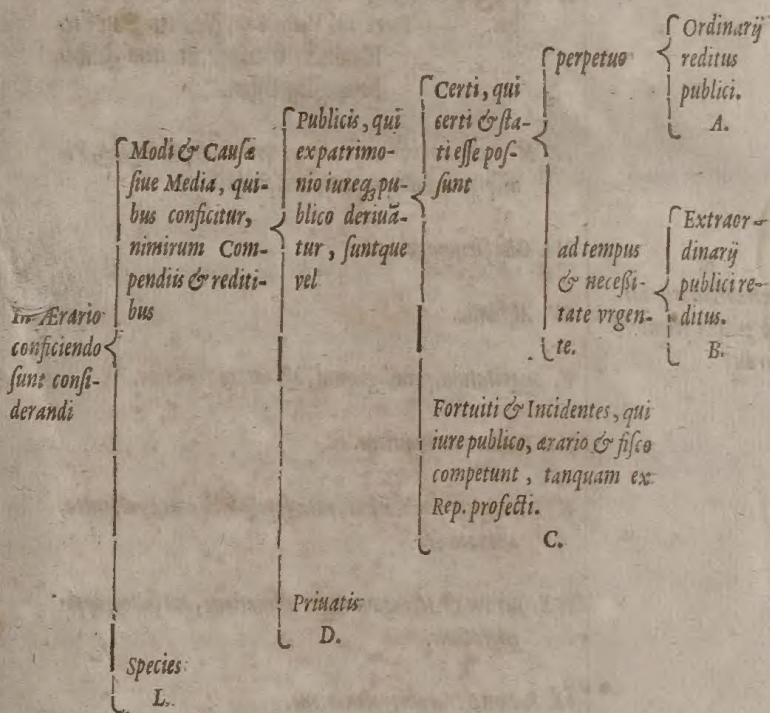 In Ærario
conficiendo
sunt consi-
derandi
Modi & Causæ
siue Media, qui-
bus conficitur,
nimirum Com-
pendiis & rediti-
bus
Publicis, qui
ex patrimo-
nio iureq́; pu-
blico deriuã-
tur, suntque
vel
Certi, qui
certi & sta-
ti esse pos-
sunt
perpetuo
Ordinarij
reditus
publici.
A.
ad tempus
& necessi-
tate vrgen-
te.
Extraor-
dinarij
publici re-
ditus.
B.
Fortuiti & Incidentes, qui
iure publico, ærario & fisco
competunt, tanquam ex
Rep. profecti.
C.
Priuatis
D.
Species
L.